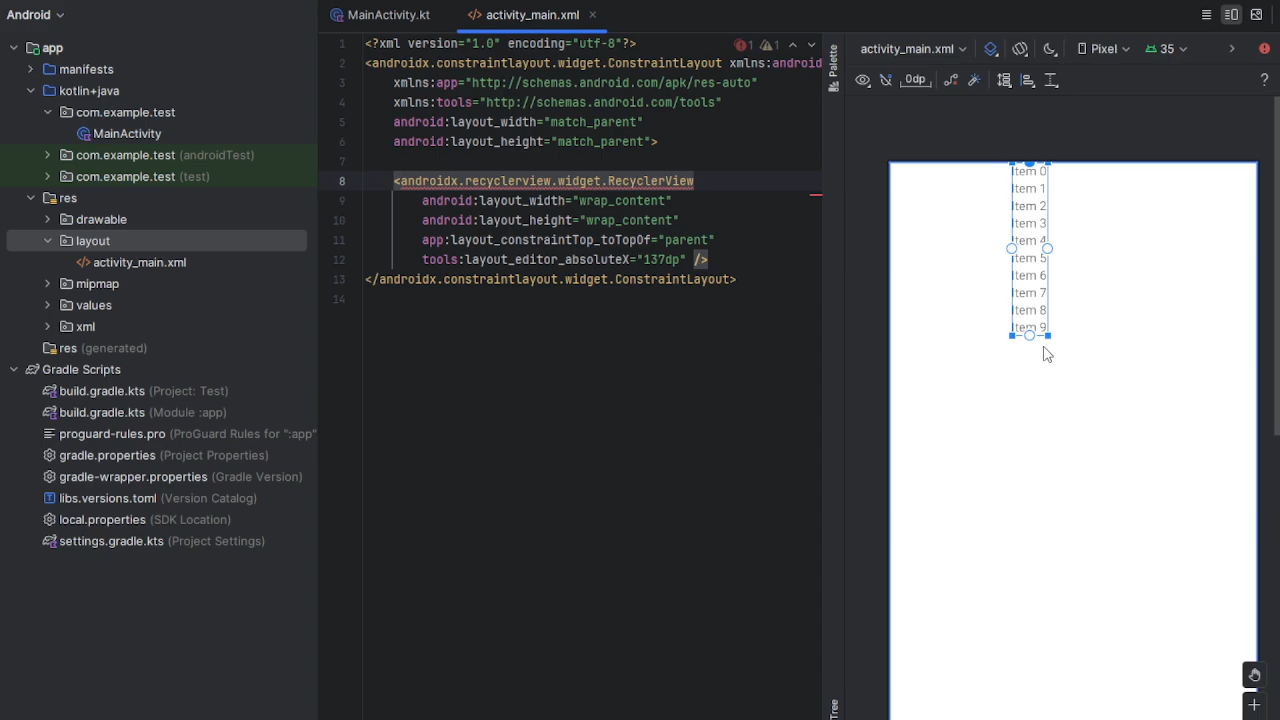 Android
app
manifests
kotlin+java
com.example.test
MainActivity
com.example.test (androidTest)
com.example.test (test)
res
drawable
layout
activity_main.xml
mipmap
values
xml
res (generated)
Gradle Scripts
build.gradle.kts (Project: Test)
build.gradle.kts (Module :app)
proguard-rules.pro (ProGuard Rules for ":app"
gradle.properties (Project Properties)
gradle-wrapper.properties (Gradle Version)
libs.versions.toml (Version Catalog)
local.properties (SDK Location)
settings.gradle.kts (Project Settings)
MainActivity.kt
activity_main.xml
1 <?xml version="1.0" encoding="utf-8"?>
2 <androidx.constraintlayout.widget.ConstraintLayout xmlns:android
3 xmlns:app="http://schemas.android.com/apk/res-auto"
4 xmlns:tools="http://schemas.android.com/tools"
5 android:layout_width="match_parent"
6 android:layout_height="match_parent">
7
8 <androidx.recyclerview.widget.RecyclerView
9 android:layout_width="wrap_content"
10 android:layout_height="wrap_content"
11 app:layout_constraintTop_toTopOf="parent"
12 tools:layout_editor_absoluteX="137dp" />
13 </androidx.constraintlayout.widget.ConstraintLayout>
14
1 1
Palette
Tree
activity_main.xml
Pixel
35
0dp
Item 0
Item 1
Item 2
Item 3
Item 4
Item 5
Item 6
Item 7
Item 8
Item 9